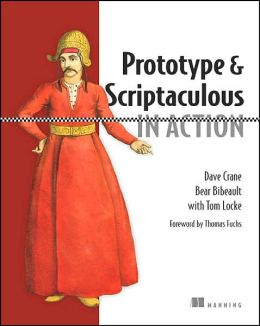 Prototype &
Scriptaculous
IN ACTION
Dave Crane
Bear Bibeault
with Tom Locke
Foreword by Thomas Fuchs
MANNING